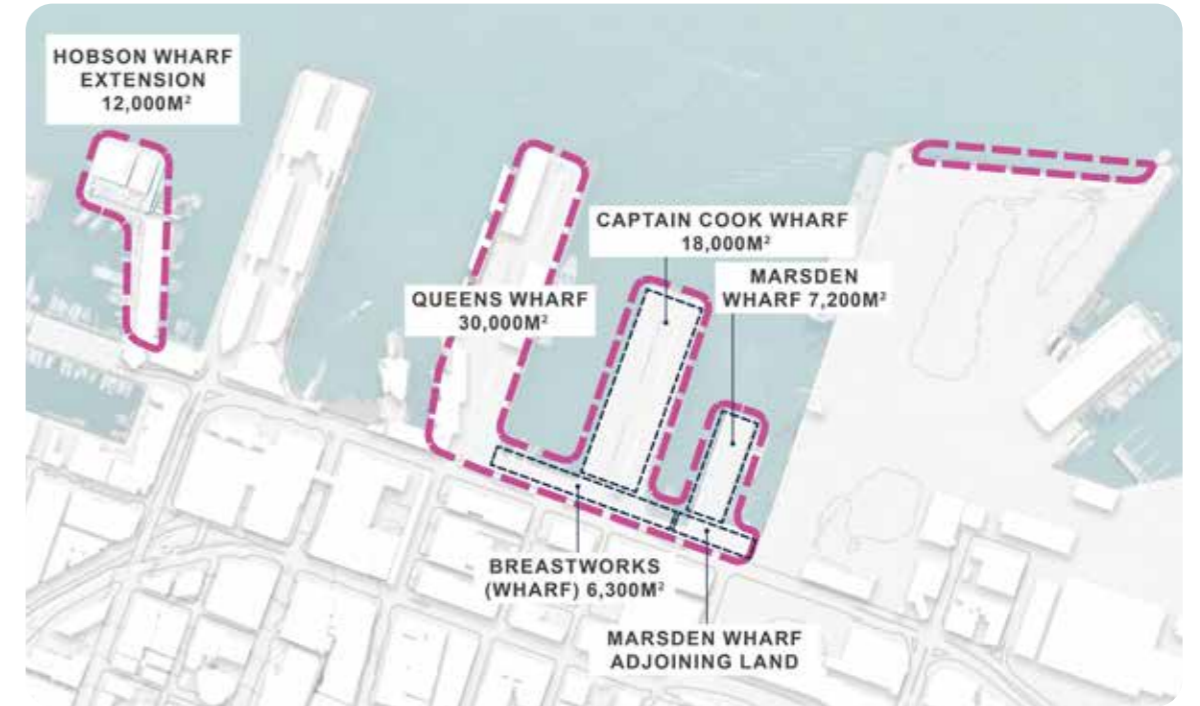 HOBSON WHARF
EXTENSION
12,000M²
CAPTAIN COOK WHARF
18,000M²
MARSDEN
WHARF 7,200M²
QUEENS WHARF
30,000M²
BREASTWORKS
(WHARF) 6,300M²
MARSDEN WHARF
ADJOINING LAND